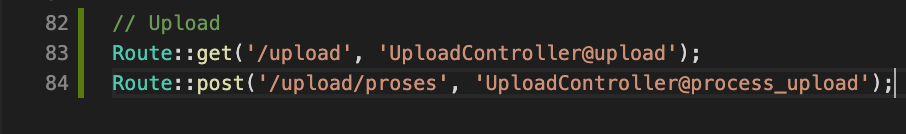 82 // Upload
83 Route::get('/upload', 'UploadController@upload');
84 Route::post('/upload/proses', 'UploadController@process_upload');